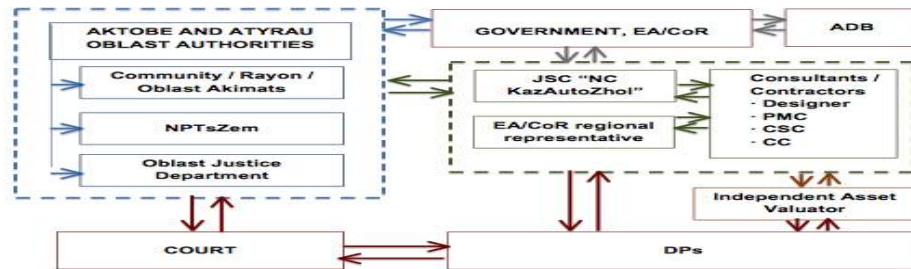 AKTOBE AND ATYRAU
OBLAST AUTHORITIES
Community / Rayon /
Oblast Akimats
NPTsZem
Oblast Justice
Department
GOVERNMENT, EA/CoR
ADB
JSC “NC
KazAutoZhol”
EA/CoR regional
representative
Consultants /
Contractors
- Designer
- PMC
- CSC
- CC
Independent Asset
Valuator
COURT
DPs